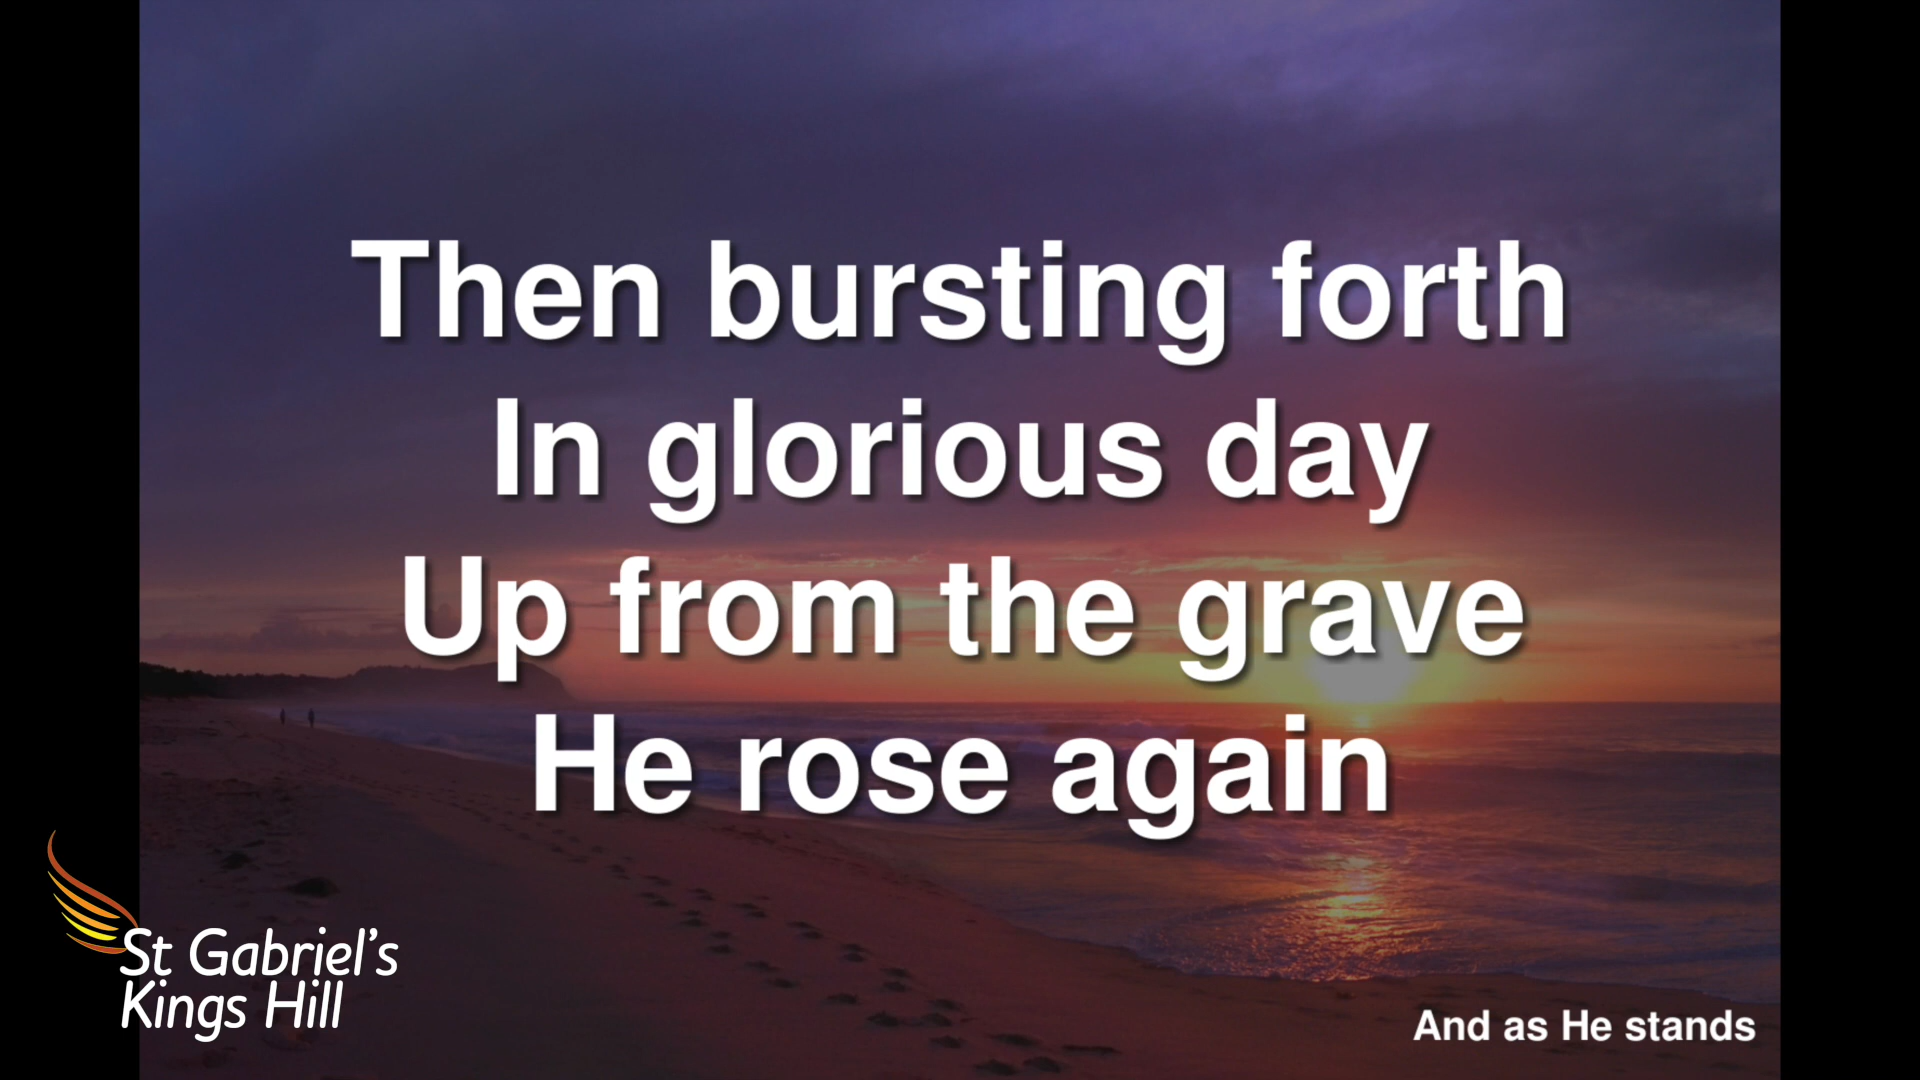 Then bursting forth
In glorious day
Up from the grave
He rose again
St Gabriel's
Kings Hill
And as He stands